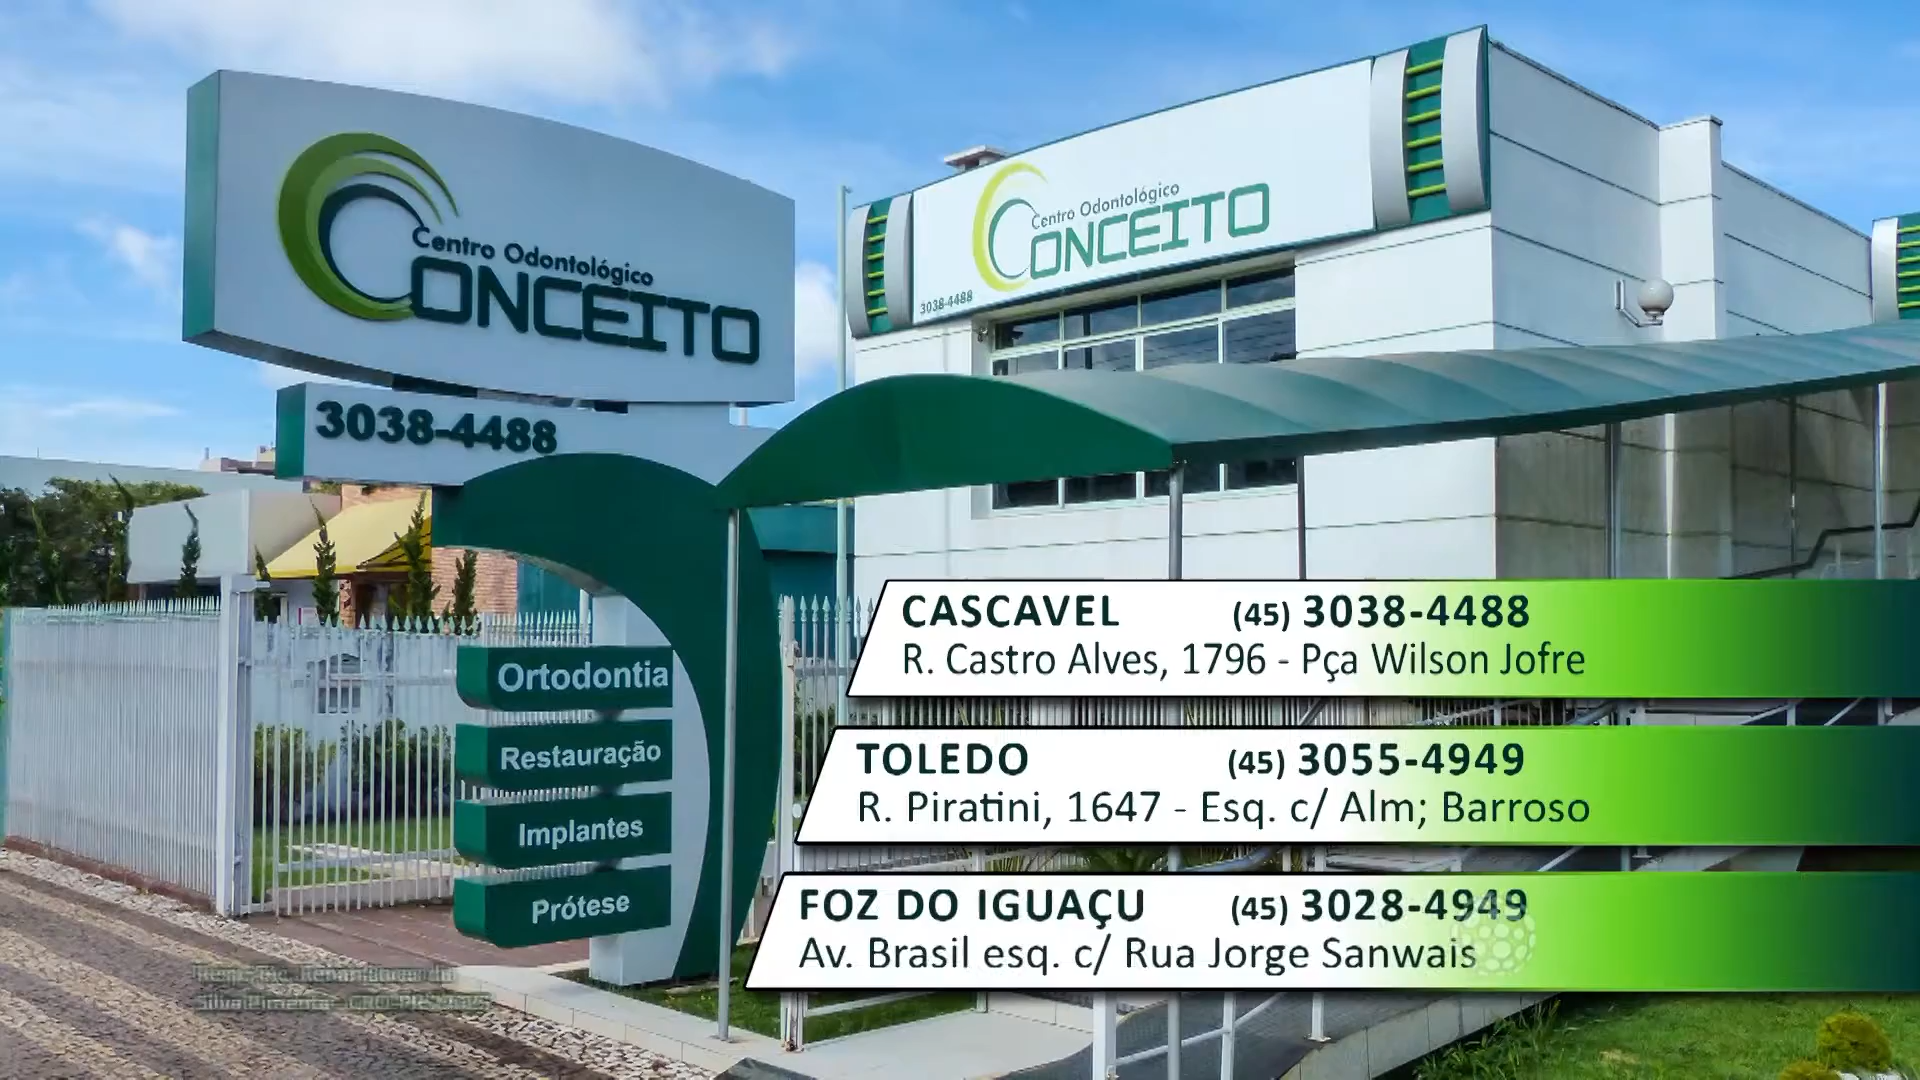 Centro Odontológico
CONCEITO
3038-4488
Centro Odontológico
CONCEITO
3038-4488
Ortodontia
Restauração
Implantes
Prótese
CASCAVEL (45) 3038-4488
R. Castro Alves, 1796 - Pça Wilson Jofre
TOLEDO (45) 3055-4949
R. Piratini, 1647 - Esq. c/ Alm; Barroso
FOZ DO IGUAÇU (45) 3028-4949
Av. Brasil esq. c/ Rua Jorge Sanwais